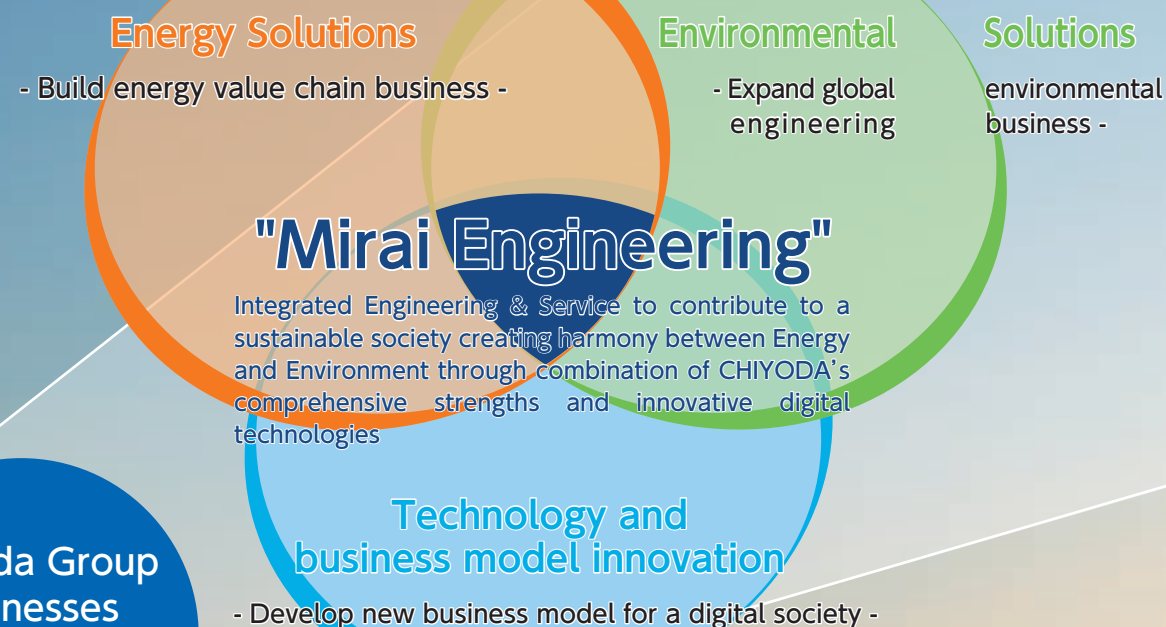 Energy Solutions
Environmental Solutions
- Build energy value chain business -
- Expand global environmental
engineering business -
"Mirai Engineering"
Integrated Engineering & Service to contribute to a
sustainable society creating harmony between Energy
and Environment through combination of CHIYODA's
comprehensive strengths and innovative digital
technologies
Technology and
business model innovation
- Develop new business model for a digital society -
da Group
nesses